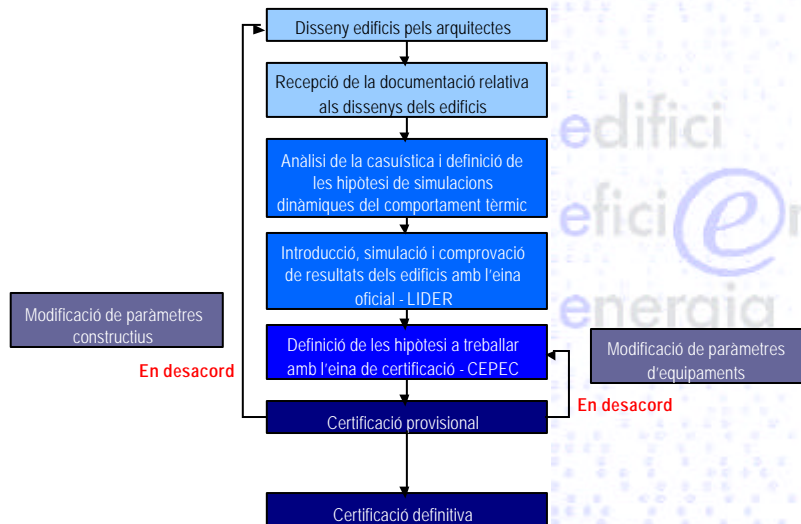 Disseny edificis pels arquitectes
Recepció de la documentació relativa
als dissenys dels edificis
Anàlisi de la casuística i definició de
les hipòtesi de simulacions
dinàmiques del comportament tèrmic
Introducció, simulació i comprovació
de resultats dels edificis amb l'eina
oficial - LIDER
Modificació de paràmetres
constructius
Definició de les hipòtesi a treballar
amb l'eina de certificació - CEPEC
Modificació de paràmetres
d'equipaments
En desacord
En desacord
Certificació provisional
Certificació definitiva
edifici
efici@n
energia